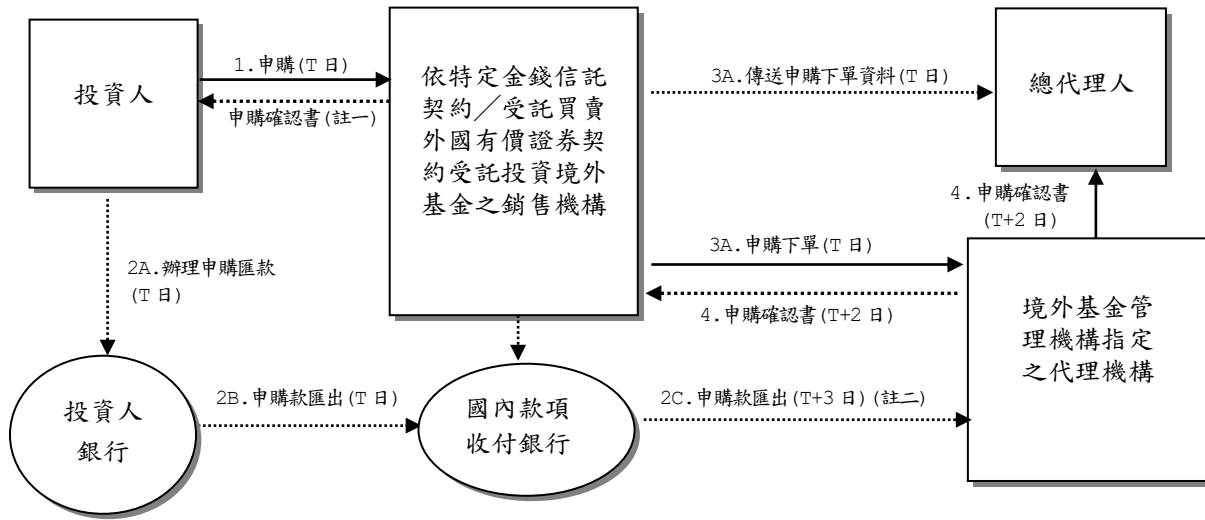 投資人
1.申購(T 日)
申購確認書(註一)
依特定金錢信託
契約／受託買賣
外國有價證券契
約受託投資境外
基金之銷售機構
3A.傳送申購下單資料(T 日)
總代理人
4.申購確認書
(T+2 日)
2A.辦理申購匯款
(T 日)
3A.申購下單(T 日)
4.申購確認書(T+2 日)
境外基金管
理機構指定
之代理機構
投資人
銀行
2B.申購款匯出(T 日)
國內款項
收付銀行
2C.申購款匯出(T+3 日)(註二)